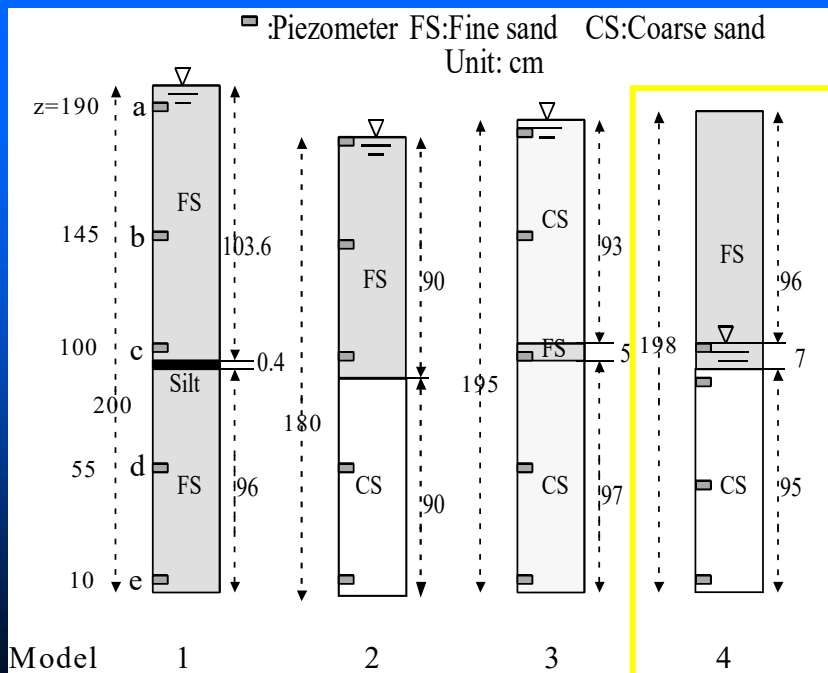 :Piezometer FS:Fine sand CS:Coarse sand
Unit: cm
z=190 a
FS
145 b
103.6
100 c
0.4
Silt
200
55 d
FS
96
10 e
FS
90
180
CS
90
CS
93
FS
5
195
CS
97
FS
96
198
7
CS
95
Model 1 2 3 4